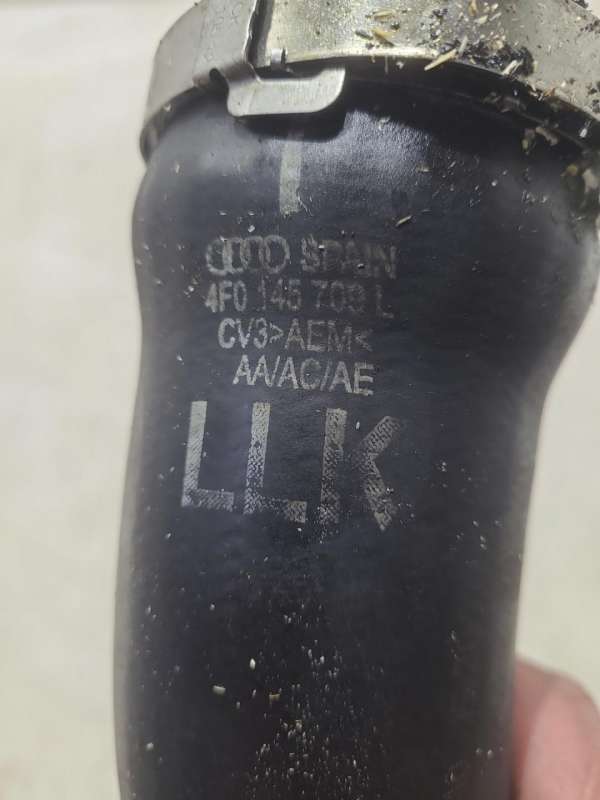 SPAIN
4F0 145 709 L
CV3>AEM<
AA/AC/AE
LLK